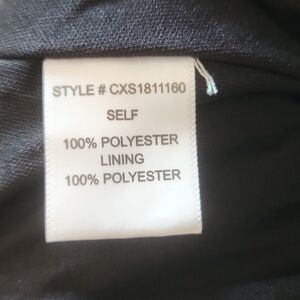 STYLE # CXS1811160
SELF
100% POLYESTER
LINING
100% POLYESTER